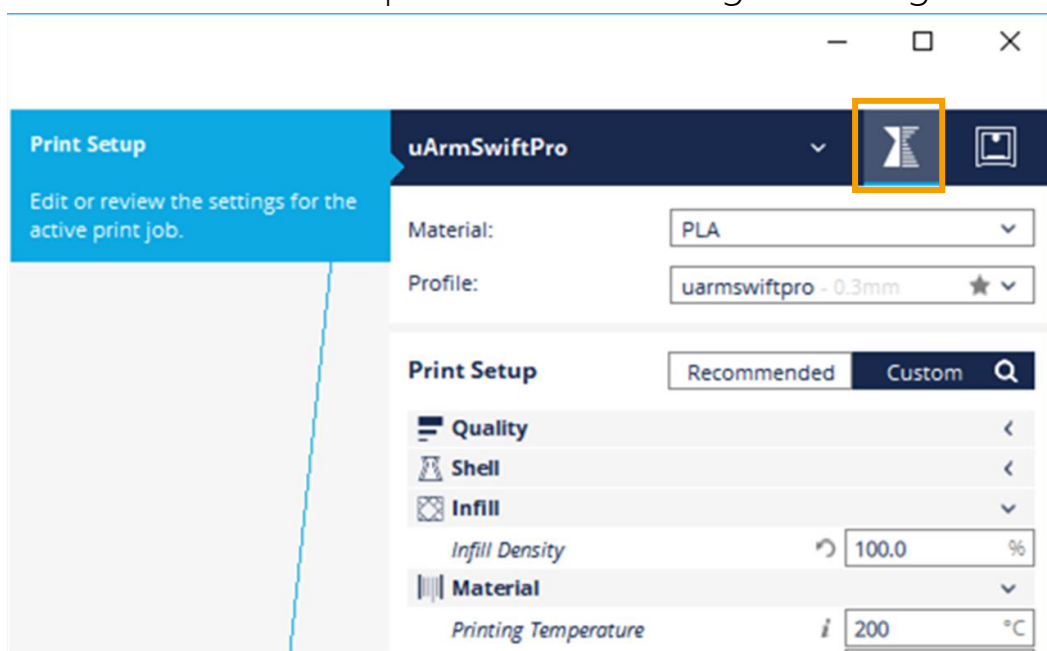 Print Setup
Edit or review the settings for the
active print job.
uArmSwiftPro
Material:
PLA
Profile:
uarmswiftpro - 0.3mm
Print Setup
Recommended
Custom
Quality
Shell
Infill
Infill Density
100.0
%
Material
Printing Temperature
i
200
°C